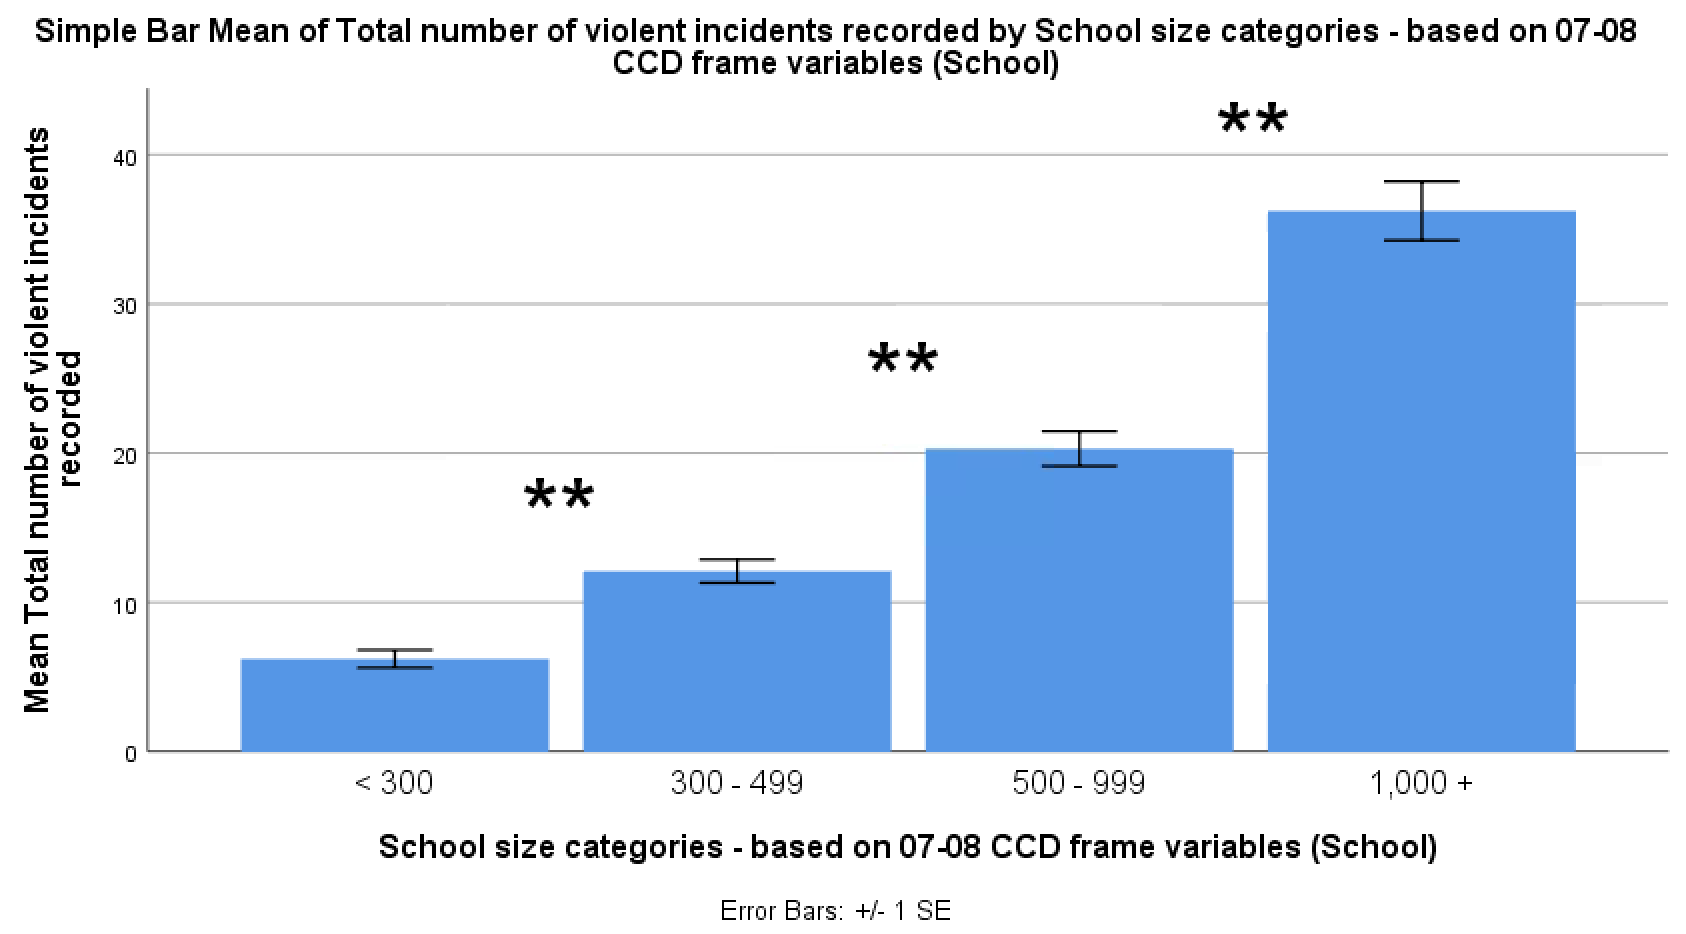 Simple Bar Mean of Total number of violent incidents recorded by School size categories - based on 07-08
CCD frame variables (School)
**
40
30
**
20
**
10
0
Mean Total number of violent incidents
recorded
< 300
300 - 499
500 - 999
1,000 +
School size categories - based on 07-08 CCD frame variables (School)
Error Bars: +/- 1 SE